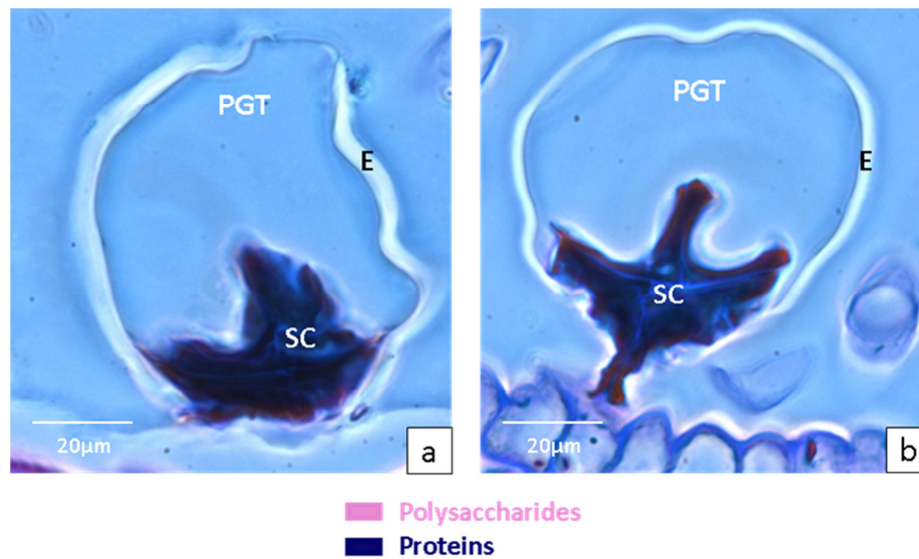 PGT
E
SC
20µm
a
PGT
E
SC
20µm
b
Polysaccharides
Proteins